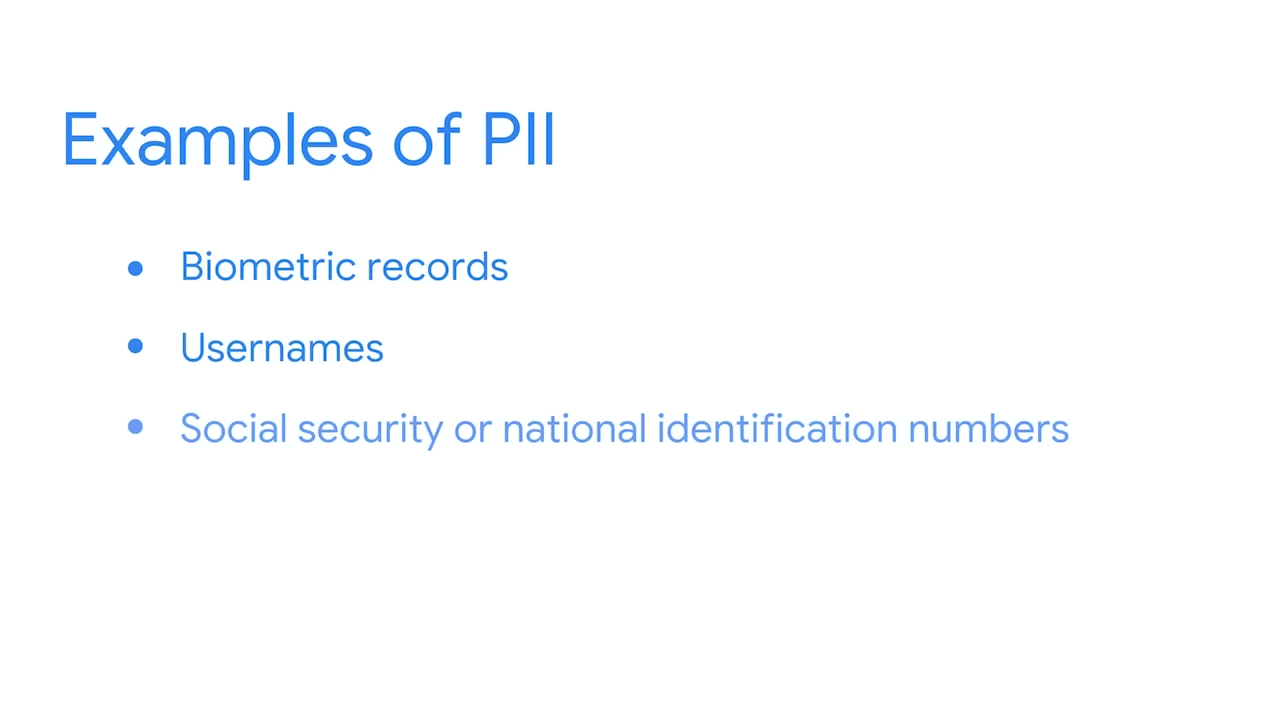 Examples of PII
• Biometric records
• Usernames
• Social security or national identification numbers